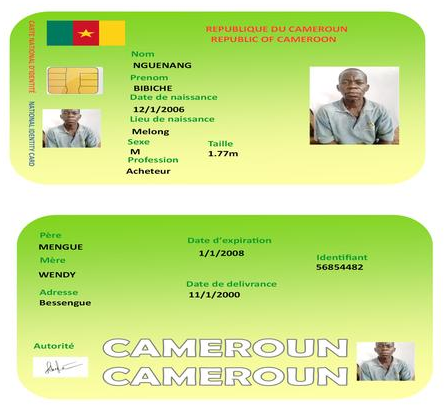 CARTE NATIONAL D'IDENTITÉ
NATIONAL IDENTITY CARD
REPUBLIQUE DU CAMEROUN
REPUBLIC OF CAMEROON
Nom
NGUENANG
Prenom
BIBICHE
Date de naissance
12/1/2006
Lieu de naissance
Melong
Sexe
M
Taille
1.77m
Profession
Acheteur
Père
MENGUE
Mère
WENDY
Adresse
Bessengue
Date d'expiration
1/1/2008
Date de delivrance
11/1/2000
Identifiant
56854482
Autorité
CAMEROUN
CAMEROUN